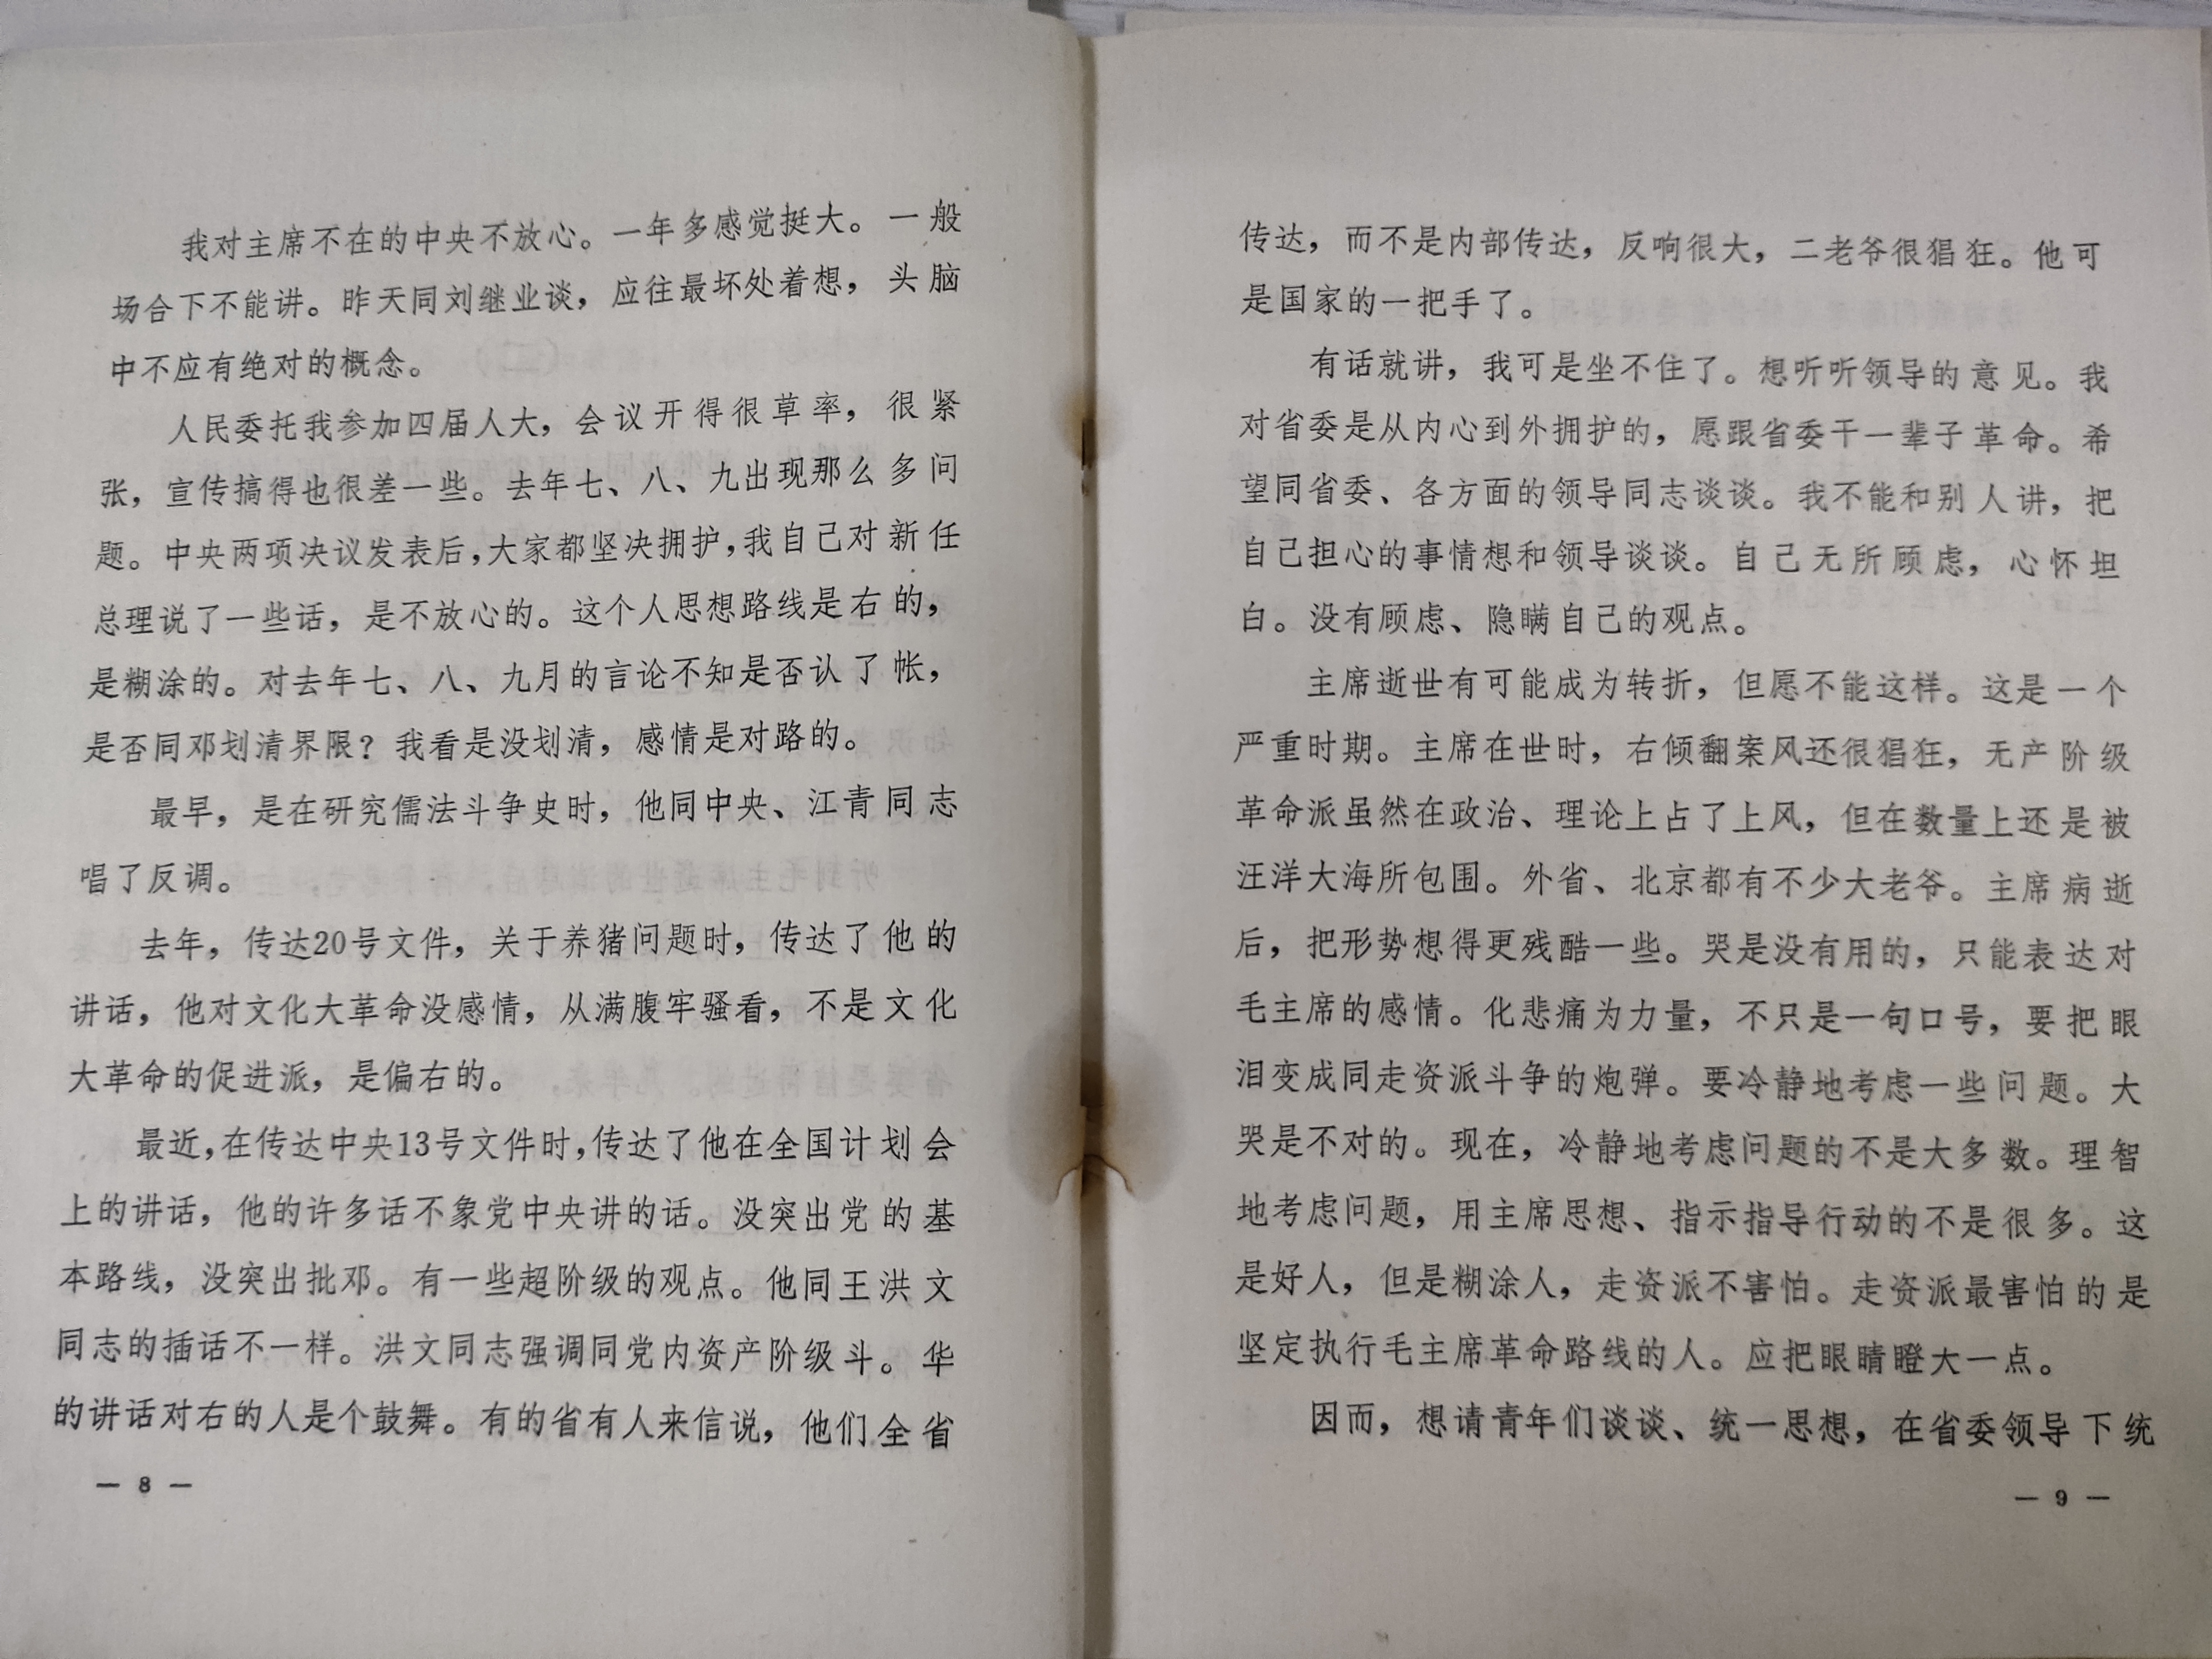 我对主席不在的中央不放心。一年多感觉挺大。一般
场合下不能讲。昨天同刘继业谈，应往最坏处着想，头脑
中不应有绝对的概念。
人民委托我参加四届人大，会议开得很草率，很紧
张，宣传搞得也很差一些。去年七、八、九出现那么多问
题。中央两项决议发表后，大家都坚决拥护，我自己对新任
总理说了一些话，是不放心的。这个人思想路线是右的，
是糊涂的。对去年七、八、九月的言论不知是否认了帐，
是否同邓划清界限？我看是没划清，感情是对路的。
最早，是在研究儒法斗争史时，他同中央、江青同志
唱了反调。
去年，传达20号文件，关于养猪问题时，传达了他的
讲话，他对文化大革命没感情，从满腹牢骚看，不是文化
大革命的促进派，是偏右的。
最近，在传达中央13号文件时，传达了他在全国计划会
上的讲话，他的许多话不象党中央讲的话。没突出党的基
本路线，没突出批邓。有一些超阶级的观点。他同王洪文
同志的插话不一样。洪文同志强调同党内资产阶级斗。华
的讲话对右的人是个鼓舞。有的省有人来信说，他们全省
— 8 —
传达，而不是内部传达，反响很大，二老爷很猖狂。他可
是国家的一把手了。
有话就讲，我可是坐不住了。想听听领导的意见。我
对省委是从内心到外拥护的，愿跟省委干一辈子革命。希
望同省委、各方面的领导同志谈谈。我不能和别人讲，把
自己担心的事情想和领导谈谈。自己无所顾虑，心怀坦
白。没有顾虑、隐瞒自己的观点。
主席逝世有可能成为转折，但愿不能这样。这是一个
严重时期。主席在世时，右倾翻案风还很猖狂，无产阶级
革命派虽然在政治、理论上占了上风，但在数量上还是被
汪洋大海所包围。外省、北京都有不少大老爷。主席病逝
后，把形势想得更残酷一些。哭是没有用的，只能表达对
毛主席的感情。化悲痛为力量，不只是一句口号，要把眼
泪变成同走资派斗争的炮弹。要冷静地考虑一些问题。大
哭是不对的。现在，冷静地考虑问题的不是大多数。理智
地考虑问题，用主席思想、指示指导行动的不是很多。这
是好人，但是糊涂人，走资派不害怕。走资派最害怕的是
坚定执行毛主席革命路线的人。应把眼睛瞪大一点。
因而，想请青年们谈谈、统一思想，在省委领导下统
— 9 —